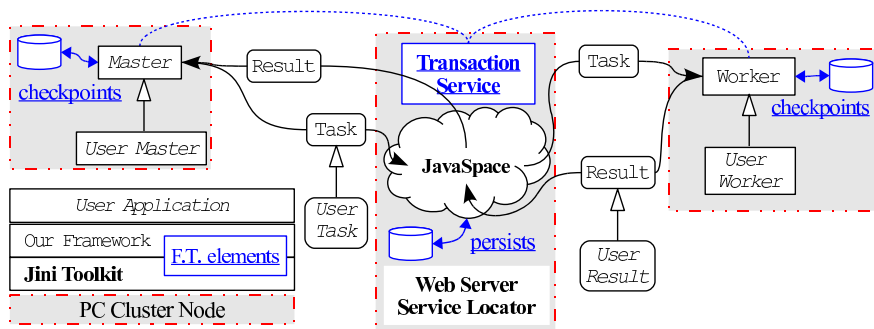 Master
checkpoints
User Master
Result
Task
User
Task
Transaction
Service
JavaSpace
persists
Web Server
Service Locator
Task
Result
User
Result
Worker
checkpoints
User
Worker
User Application
Our Framework
F.T. elements
Jini Toolkit
PC Cluster Node